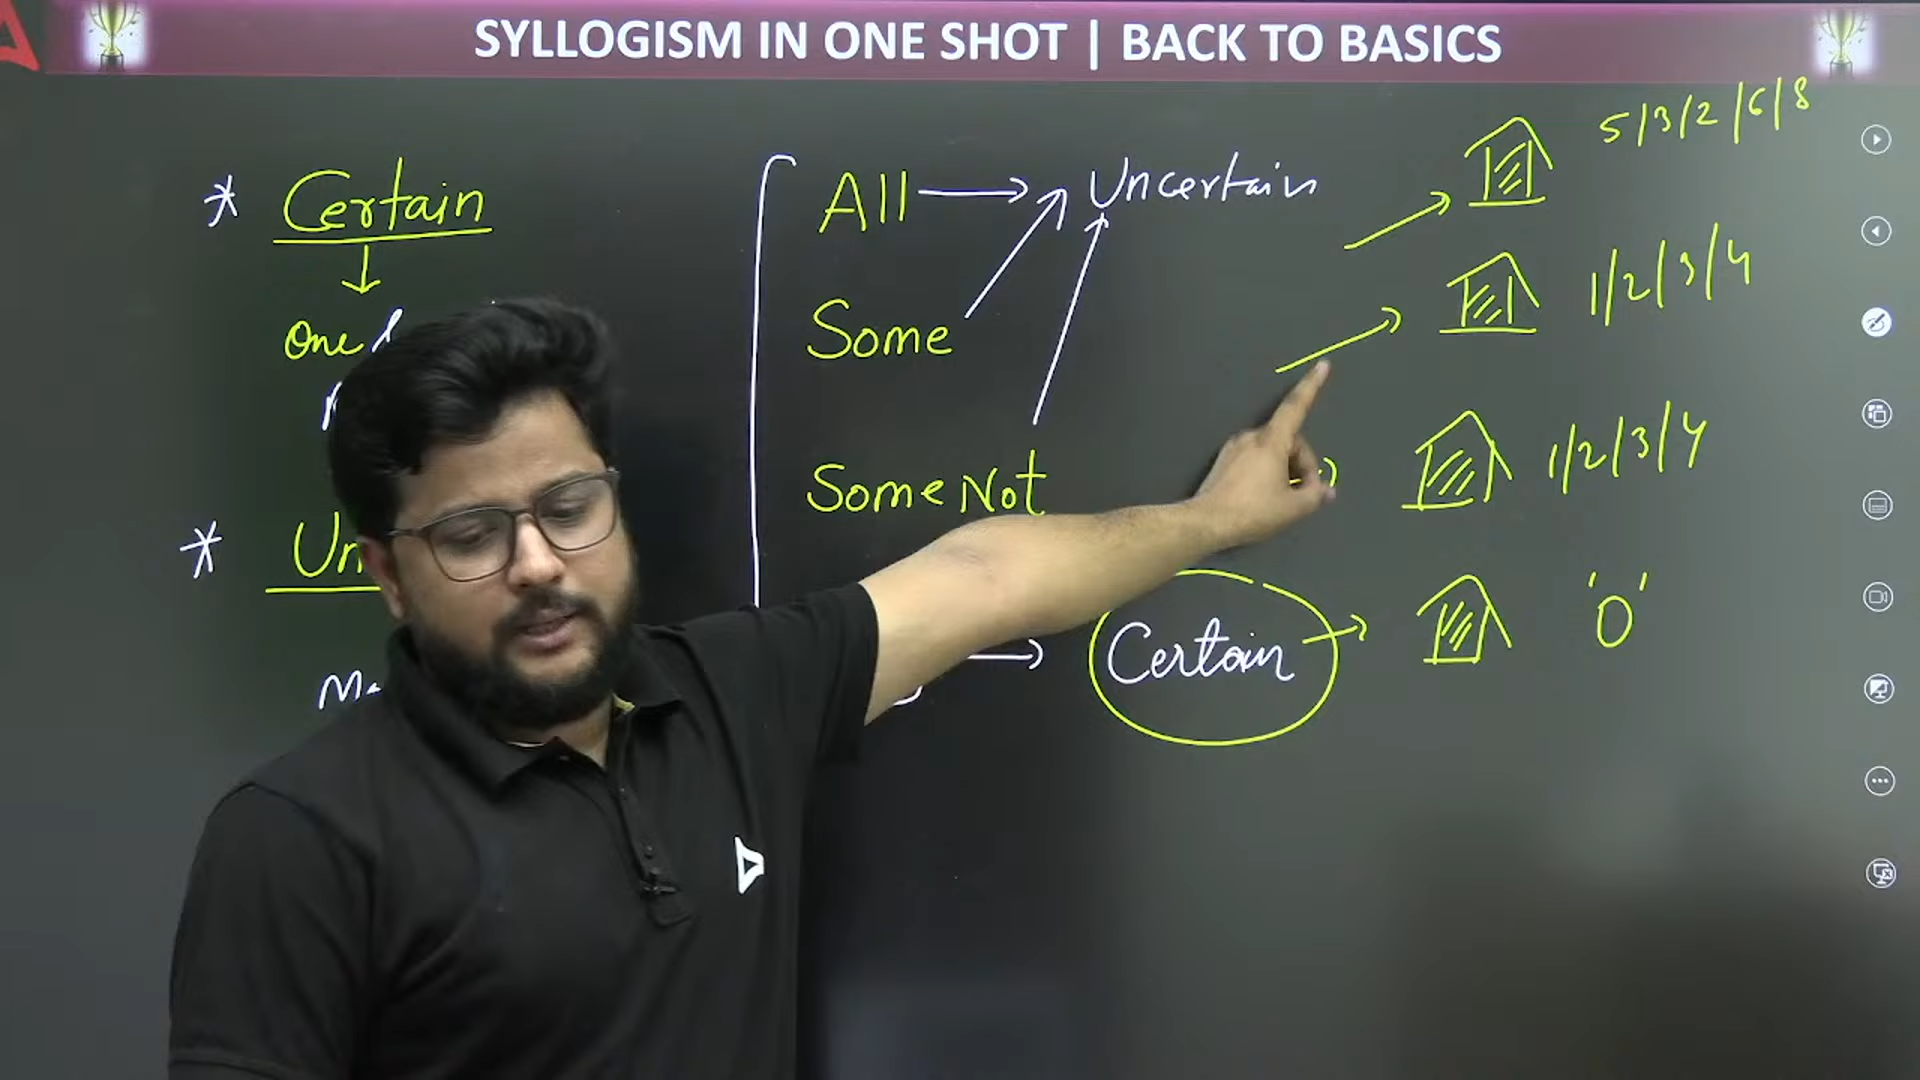 SYLLOGISM IN ONE SHOT | BACK TO BASICS
* Certain
One
* Un
All → Uncertain
Some
Some Not
Certain
5/3/2/6/8
1/2/3/4
1/2/3/4
'0'